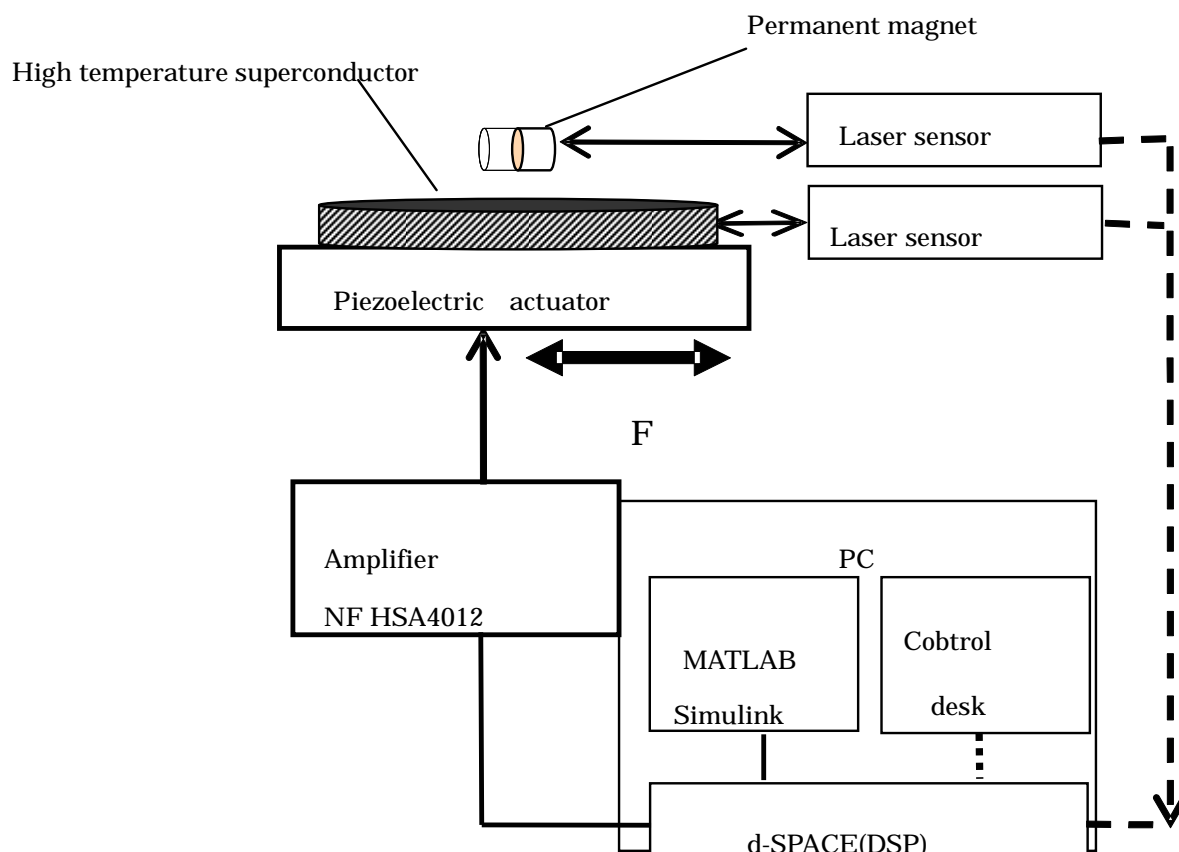 Permanent magnet
High temperature superconductor
Laser sensor
Laser sensor
Piezoelectric actuator
F
Amplifier
NF HSA4012
PC
MATLAB
Simulink
Cobtrol
desk
d-SPACE(DSP)